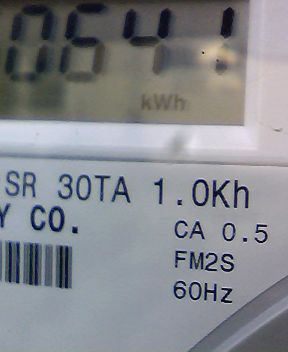 0641
kWh
SR 30TA 1.0Kh
Y CO.
CA 0.5
FM2S
60Hz